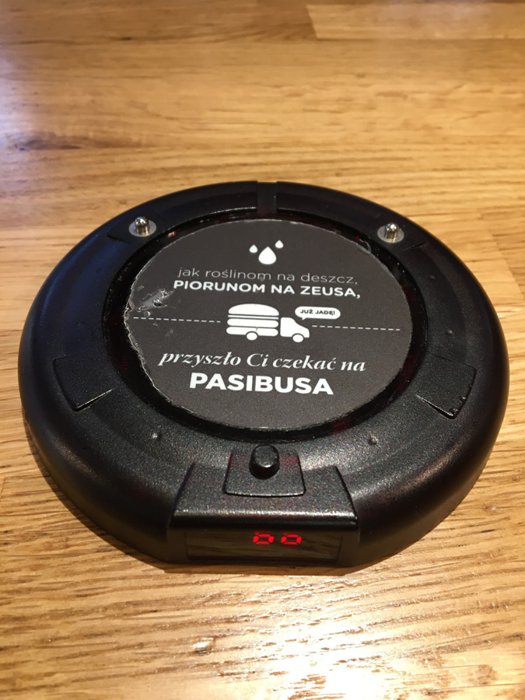 jak roślinom na deszcz,
PIORUNOM NA ZEUSA,
JUŻ JADĘ!
przyszło Ci czekać na
PASIBUSA